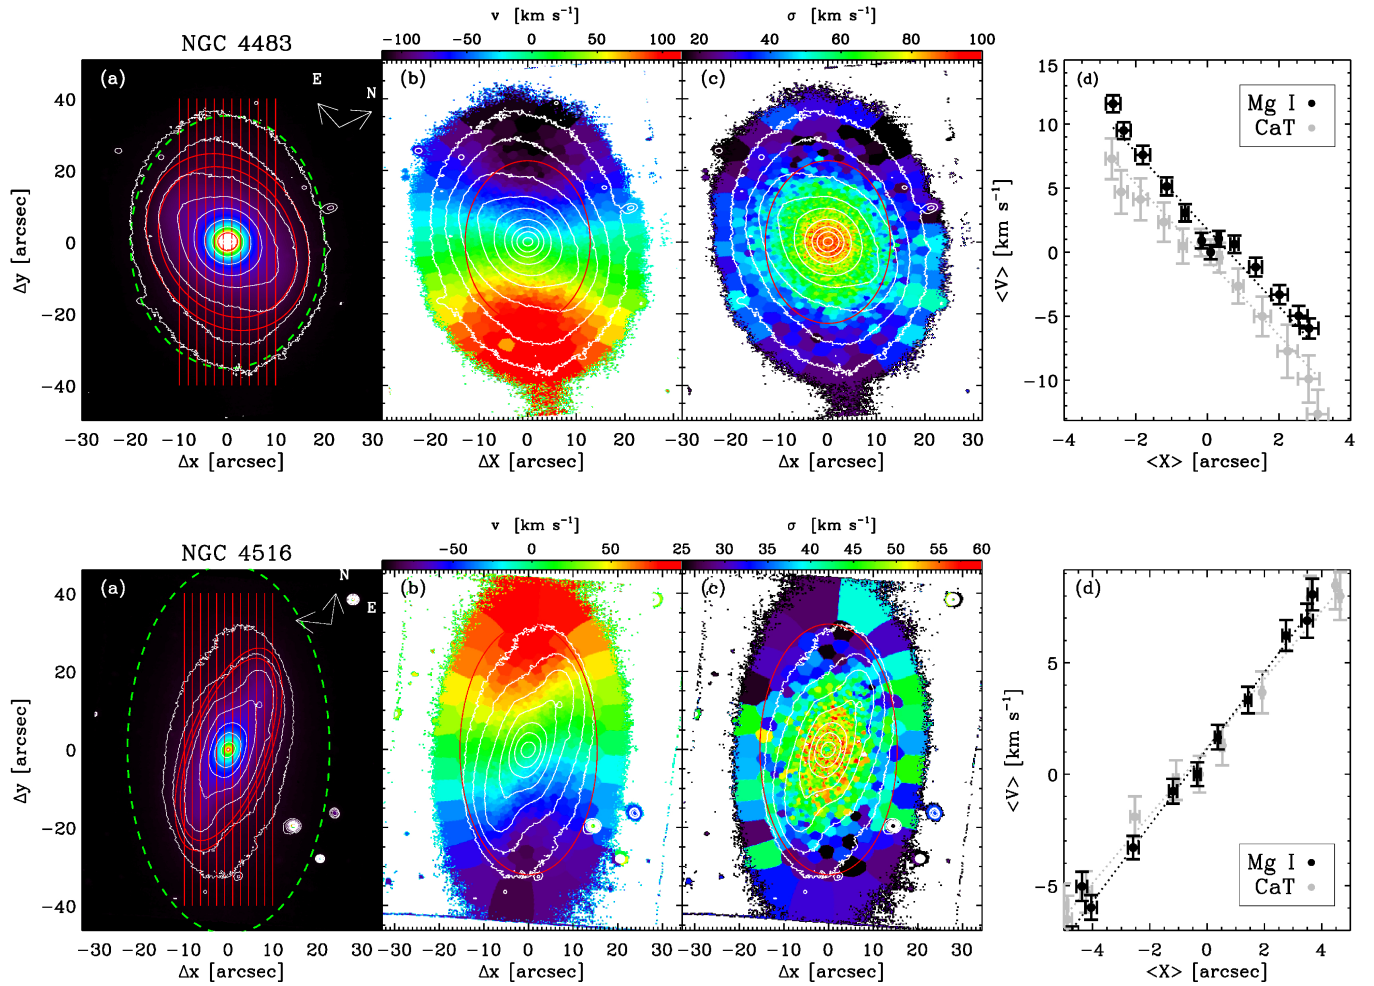 NGC 4483
v [km s⁻¹]
σ [km s⁻¹]
-100 -50 0 50 100
20 40 60 80 100
(a)
E
N
(b)
(c)
(d)
Mg I
CaT
Δy [arcsec]
40
20
0
-20
-40
<V> [km s⁻¹]
15
10
5
0
-5
-10
-30 -20 -10 0 10 20 30
-20 -10 0 10 20
-30 -20 -10 0 10 20 30
-4 -2 0 2 4
Δx [arcsec]
ΔX [arcsec]
Δx [arcsec]
<X> [arcsec]
NGC 4516
v [km s⁻¹]
σ [km s⁻¹]
-50 0 50
25 30 35 40 45 50 55 60
(a)
N
E
(b)
(c)
(d)
Mg I
CaT
Δy [arcsec]
40
20
0
-20
-40
<V> [km s⁻¹]
5
0
-5
-30 -20 -10 0 10 20 30
-30 -20 -10 0 10 20 30
-30 -20 -10 0 10 20 30
-4 -2 0 2 4
Δx [arcsec]
Δx [arcsec]
Δx [arcsec]
<X> [arcsec]